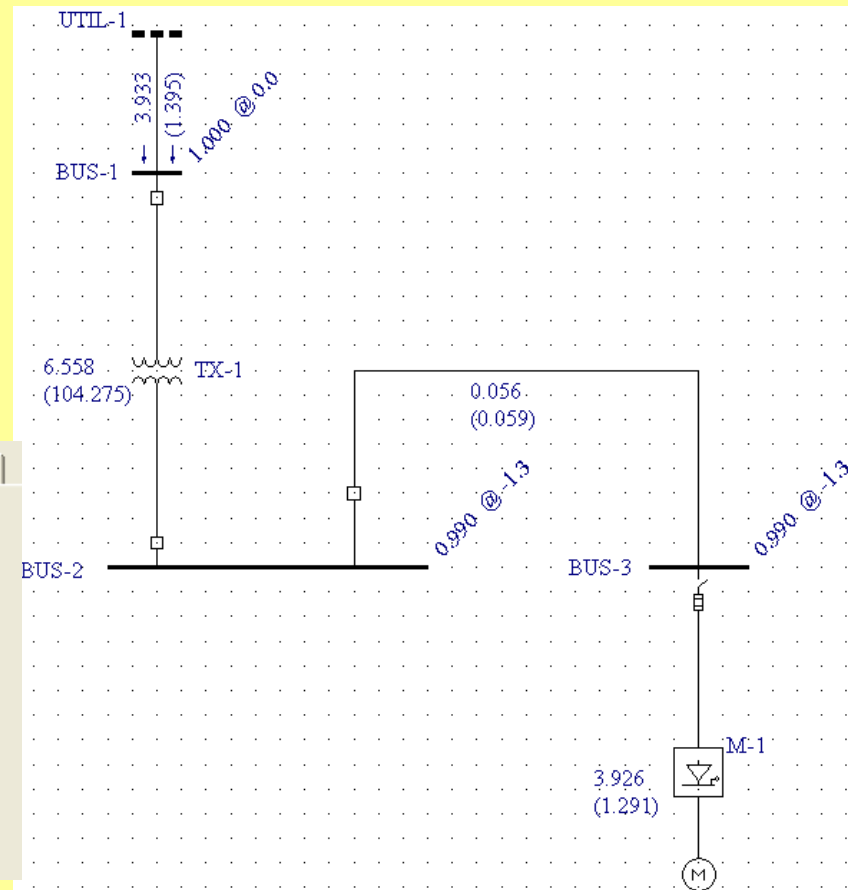 UTIL-1
3.933
(1.395)
1.000 @ 0.0
BUS-1
6.558
(104.275)
TX-1
0.056
(0.059)
0.990 @ -1.3
0.990 @ -1.3
BUS-2
BUS-3
M-1
3.926
(1.291)
M